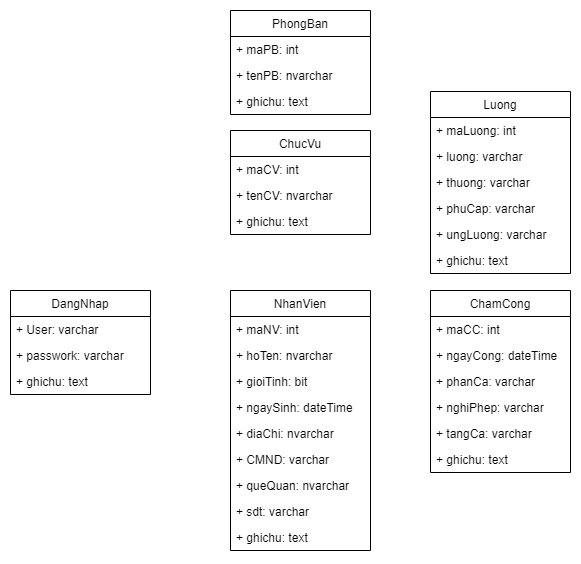 PhongBan
+ maPB: int
+ tenPB: nvarchar
+ ghichu: text
ChucVu
+ maCV: int
+ tenCV: nvarchar
+ ghichu: text
Luong
+ maLuong: int
+ luong: varchar
+ thuong: varchar
+ phuCap: varchar
+ ungLuong: varchar
+ ghichu: text
DangNhap
+ User: varchar
+ passwork: varchar
+ ghichu: text
NhanVien
+ maNV: int
+ hoTen: nvarchar
+ gioiTinh: bit
+ ngaySinh: dateTime
+ diaChi: nvarchar
+ CMND: varchar
+ queQuan: nvarchar
+ sdt: varchar
+ ghichu: text
ChamCong
+ maCC: int
+ ngayCong: dateTime
+ phanCa: varchar
+ nghiPhep: varchar
+ tangCa: varchar
+ ghichu: text